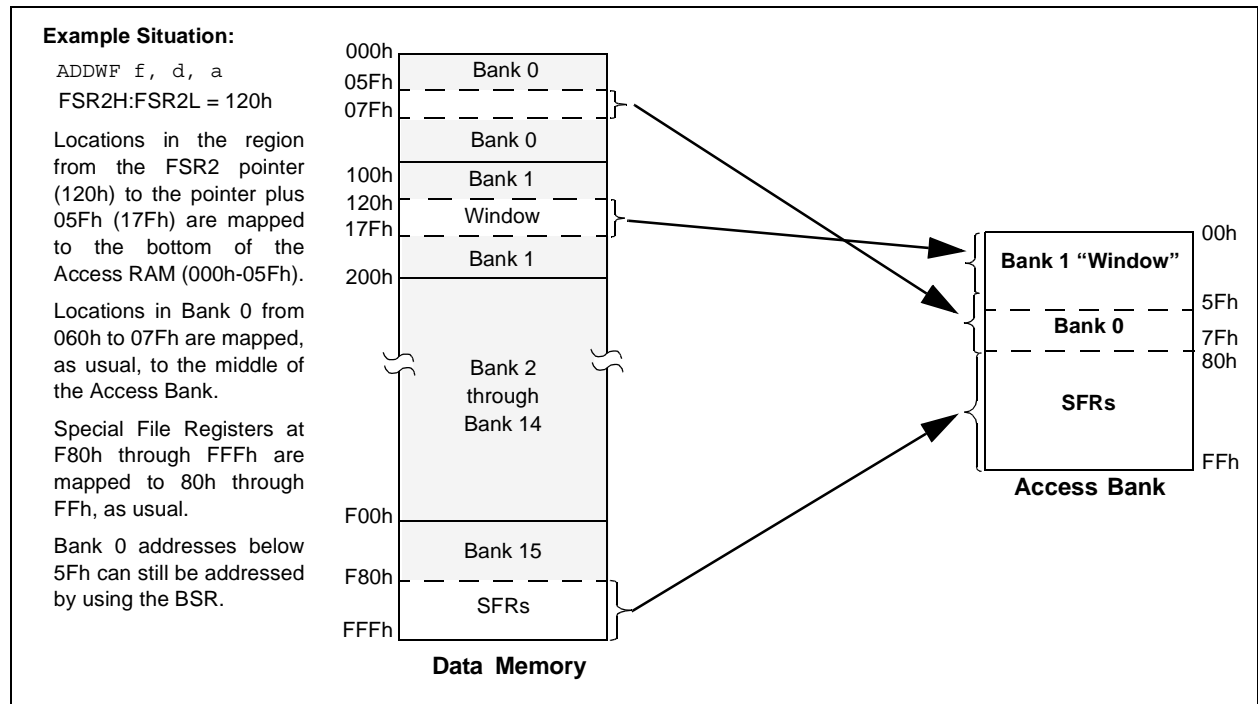 Example Situation:
ADDWF f, d, a
FSR2H:FSR2L = 120h
Locations in the region
from the FSR2 pointer
(120h) to the pointer plus
05Fh (17Fh) are mapped
to the bottom of the
Access RAM (000h-05Fh).
Locations in Bank 0 from
060h to 07Fh are mapped,
as usual, to the middle of
the Access Bank.
Special File Registers at
F80h through FFFh are
mapped to 80h through
FFh, as usual.
Bank 0 addresses below
5Fh can still be addressed
by using the BSR.
000h
Bank 0
05Fh
07Fh
Bank 0
100h
Bank 1
120h
Window
17Fh
Bank 1
200h
Bank 2
through
Bank 14
F00h
Bank 15
F80h
SFRs
FFFh
Data Memory
00h
Bank 1 “Window”
5Fh
Bank 0
7Fh
80h
SFRs
FFh
Access Bank